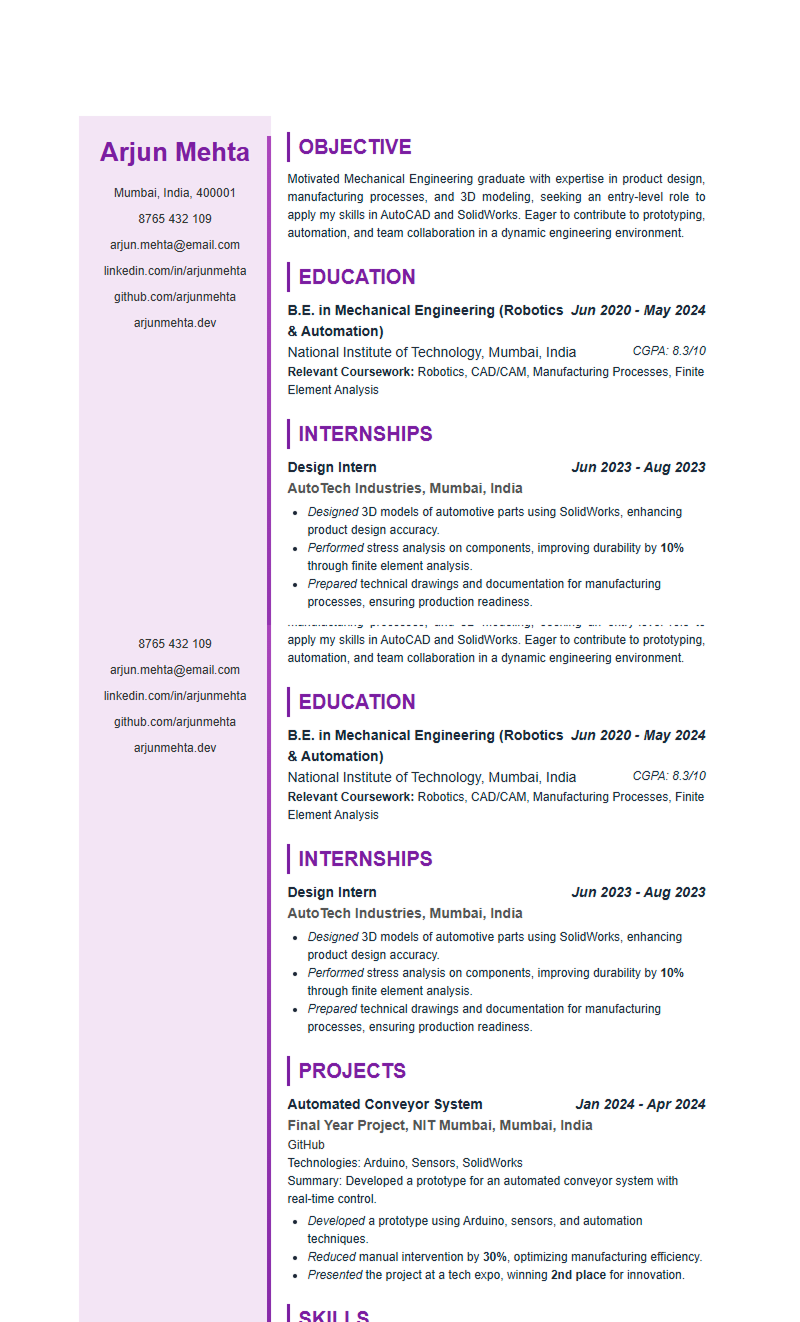 Arjun Mehta
Mumbai, India, 400001
8765 432 109
arjun.mehta@email.com
linkedin.com/in/arjunmehta
github.com/arjunmehta
arjunmehta.dev
OBJECTIVE
Motivated Mechanical Engineering graduate with expertise in product design,
manufacturing processes, and 3D modeling, seeking an entry-level role to
apply my skills in AutoCAD and SolidWorks. Eager to contribute to prototyping,
automation, and team collaboration in a dynamic engineering environment.
EDUCATION
B.E. in Mechanical Engineering (Robotics Jun 2020 - May 2024
& Automation)
National Institute of Technology, Mumbai, India CGPA: 8.3/10
Relevant Coursework: Robotics, CAD/CAM, Manufacturing Processes, Finite
Element Analysis
INTERNSHIPS
Design Intern Jun 2023 - Aug 2023
AutoTech Industries, Mumbai, India
• Designed 3D models of automotive parts using SolidWorks, enhancing
product design accuracy.
• Performed stress analysis on components, improving durability by 10%
through finite element analysis.
• Prepared technical drawings and documentation for manufacturing
processes, ensuring production readiness.
8765 432 109
arjun.mehta@email.com
linkedin.com/in/arjunmehta
github.com/arjunmehta
arjunmehta.dev
manufacturing processes, and 3D modeling, seeking an entry-level role to
apply my skills in AutoCAD and SolidWorks. Eager to contribute to prototyping,
automation, and team collaboration in a dynamic engineering environment.
EDUCATION
B.E. in Mechanical Engineering (Robotics Jun 2020 - May 2024
& Automation)
National Institute of Technology, Mumbai, India CGPA: 8.3/10
Relevant Coursework: Robotics, CAD/CAM, Manufacturing Processes, Finite
Element Analysis
INTERNSHIPS
Design Intern Jun 2023 - Aug 2023
AutoTech Industries, Mumbai, India
• Designed 3D models of automotive parts using SolidWorks, enhancing
product design accuracy.
• Performed stress analysis on components, improving durability by 10%
through finite element analysis.
• Prepared technical drawings and documentation for manufacturing
processes, ensuring production readiness.
PROJECTS
Automated Conveyor System Jan 2024 - Apr 2024
Final Year Project, NIT Mumbai, Mumbai, India
GitHub
Technologies: Arduino, Sensors, SolidWorks
Summary: Developed a prototype for an automated conveyor system with
real-time control.
• Developed a prototype using Arduino, sensors, and automation
techniques.
• Reduced manual intervention by 30%, optimizing manufacturing efficiency.
• Presented the project at a tech expo, winning 2nd place for innovation.
SKILLS